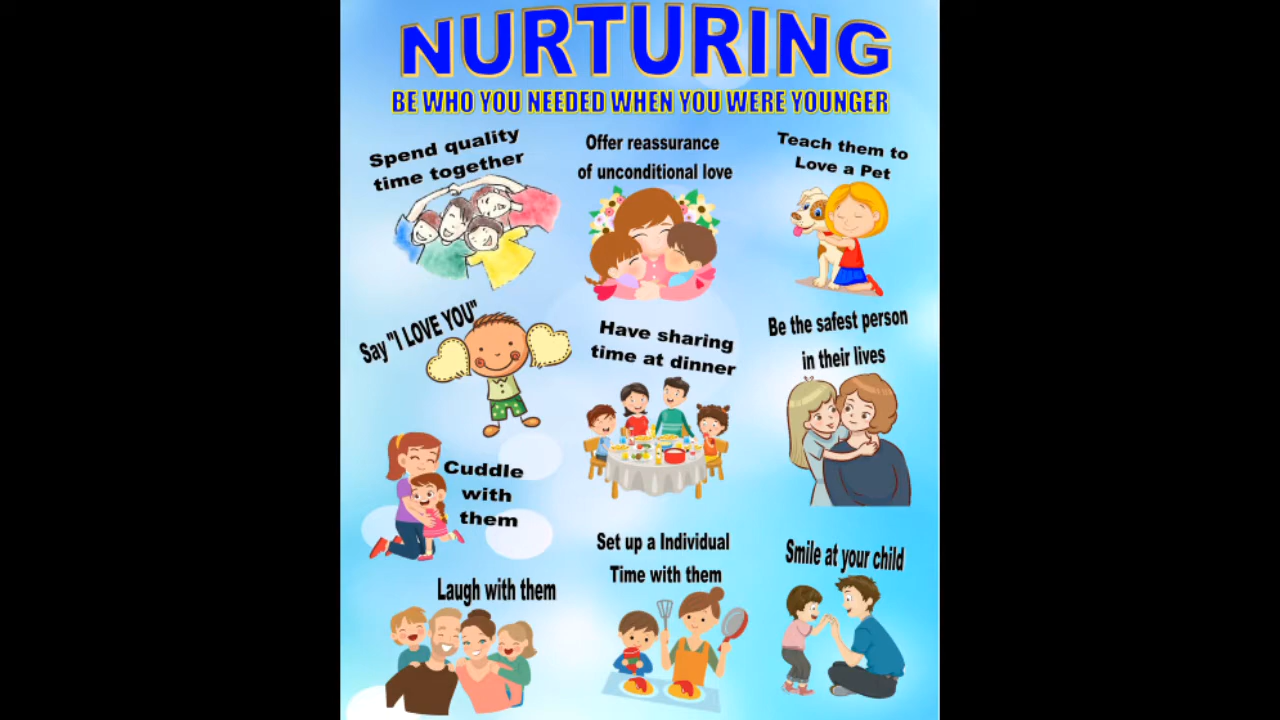 NURTURING
BE WHO YOU NEEDED WHEN YOU WERE YOUNGER
Spend quality
time together
Offer reassurance
of unconditional love
Teach them to
Love a Pet
Say "I LOVE YOU"
Have sharing
time at dinner
Be the safest person
in their lives
Cuddle
with
them
Set up a Individual
Time with them
Smile at your child
Laugh with them